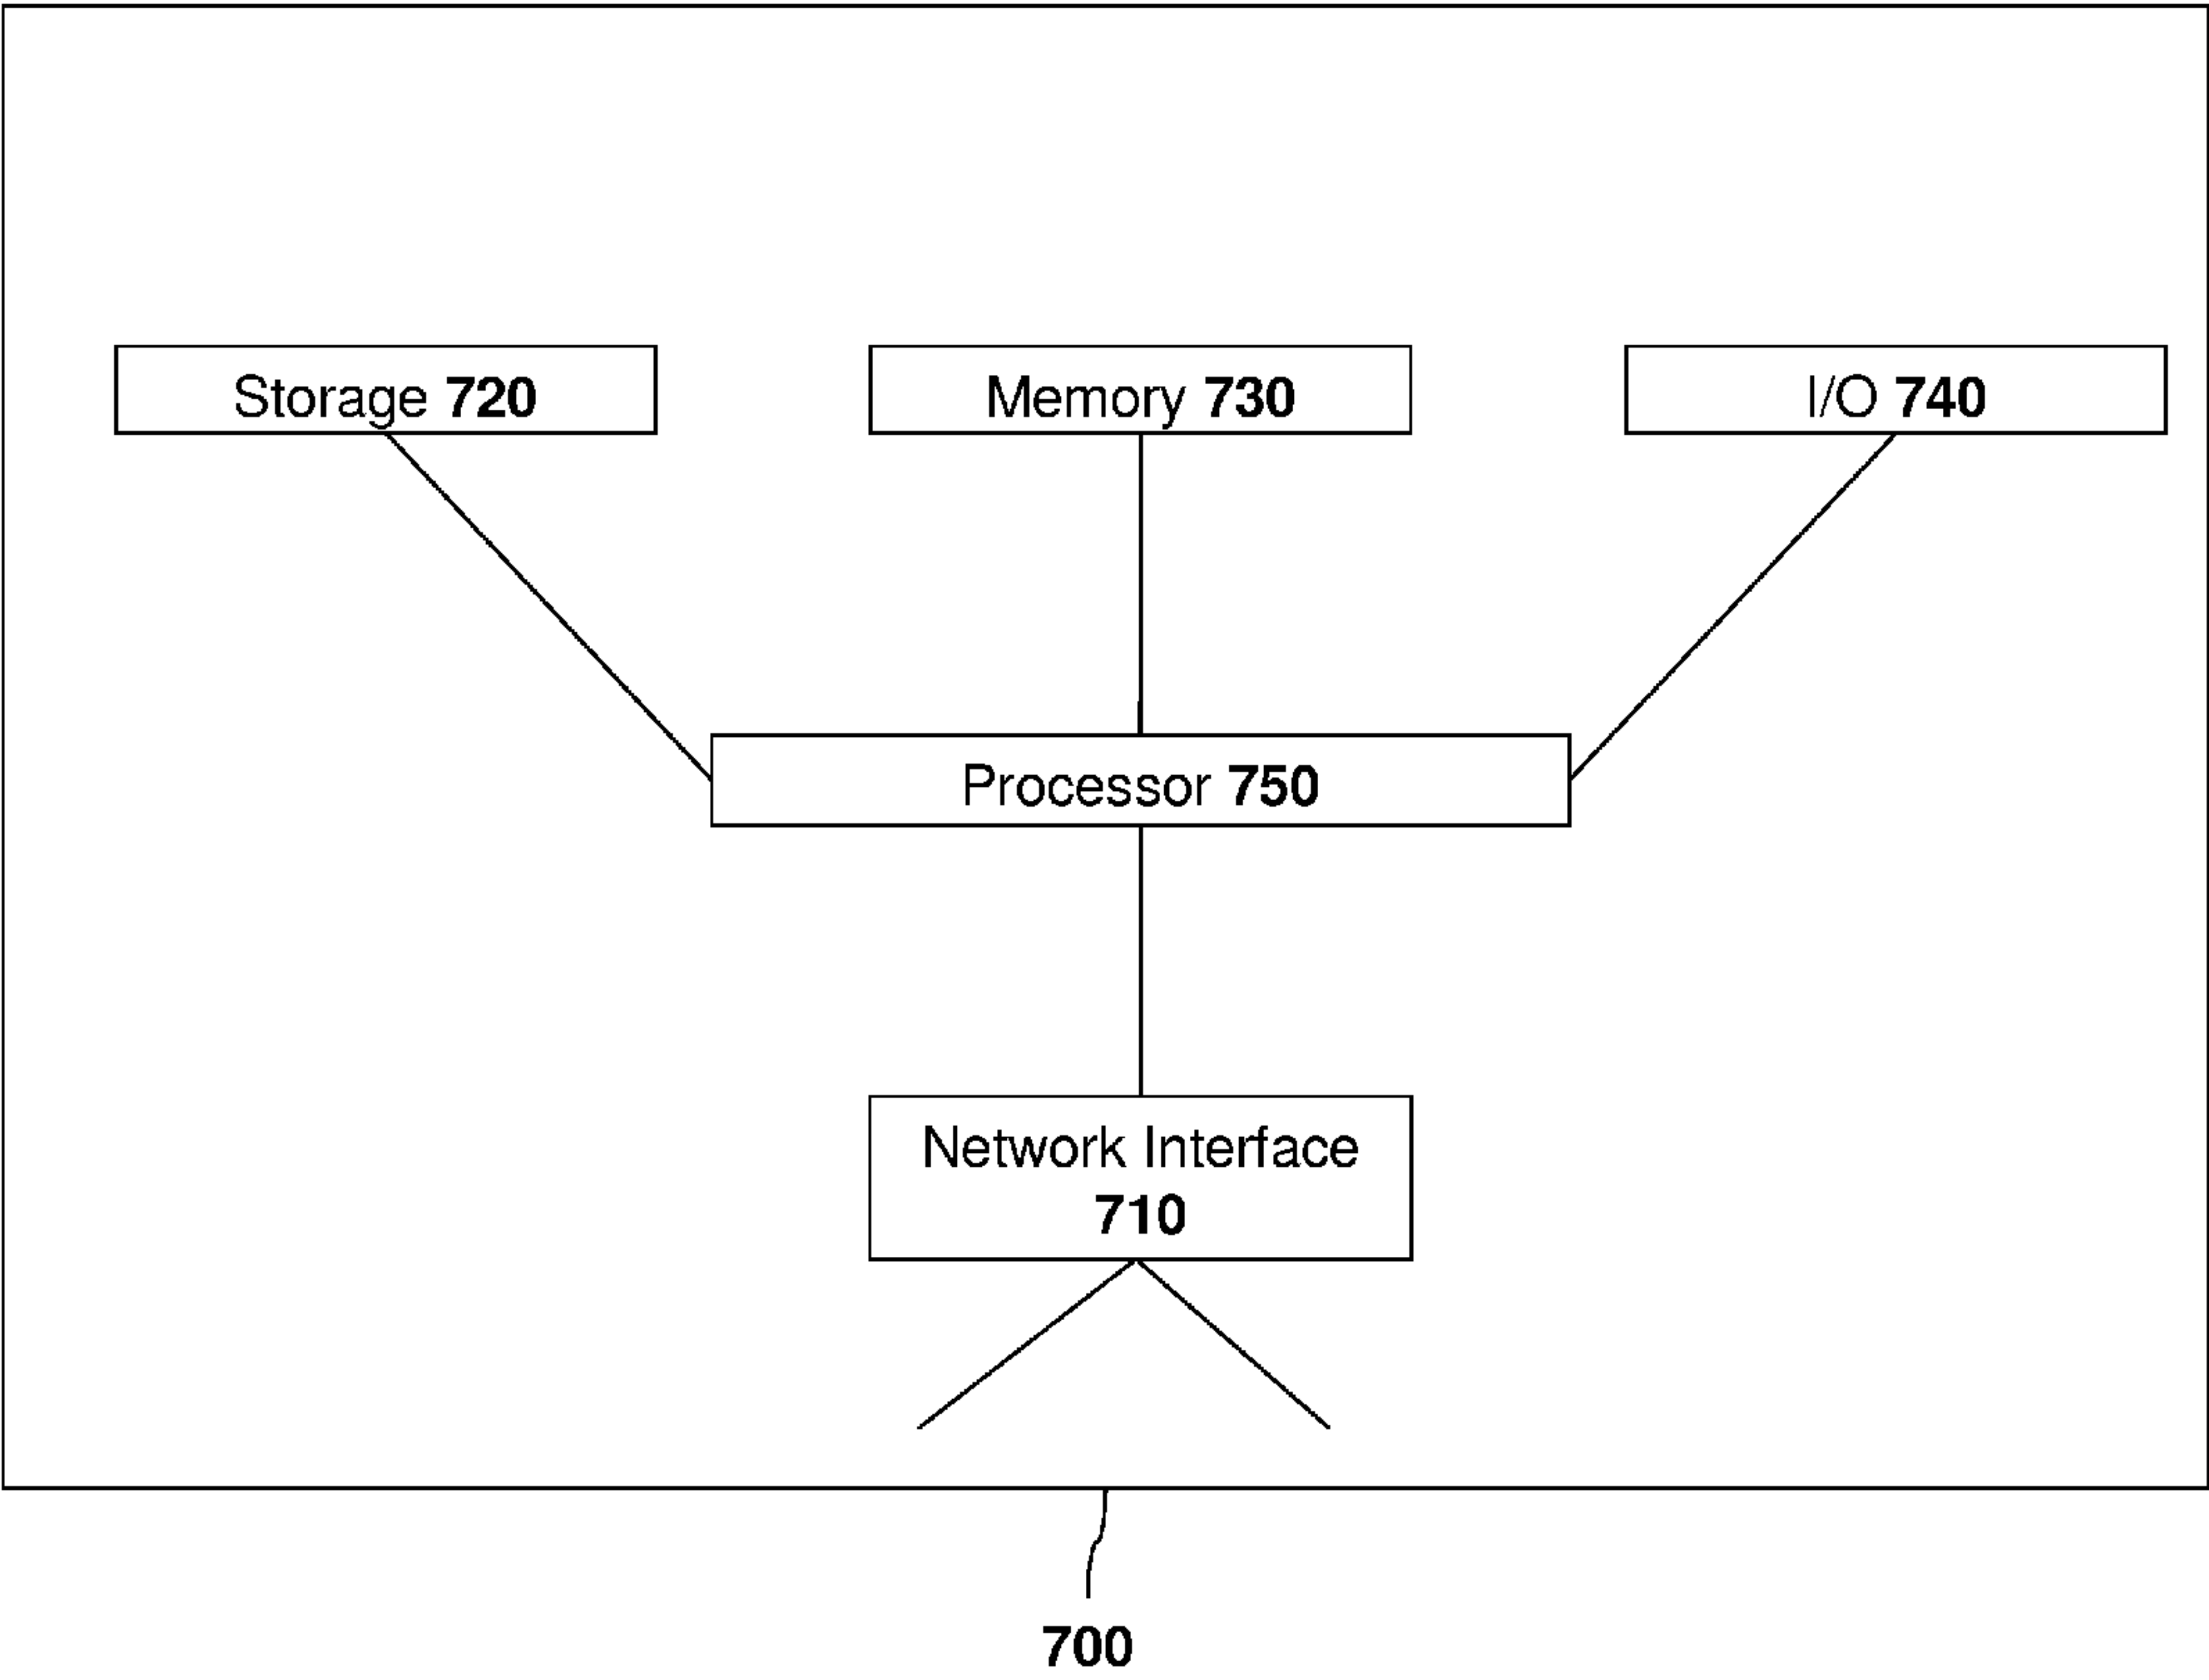 Storage 720
Memory 730
I/O 740
Processor 750
Network Interface
710
700